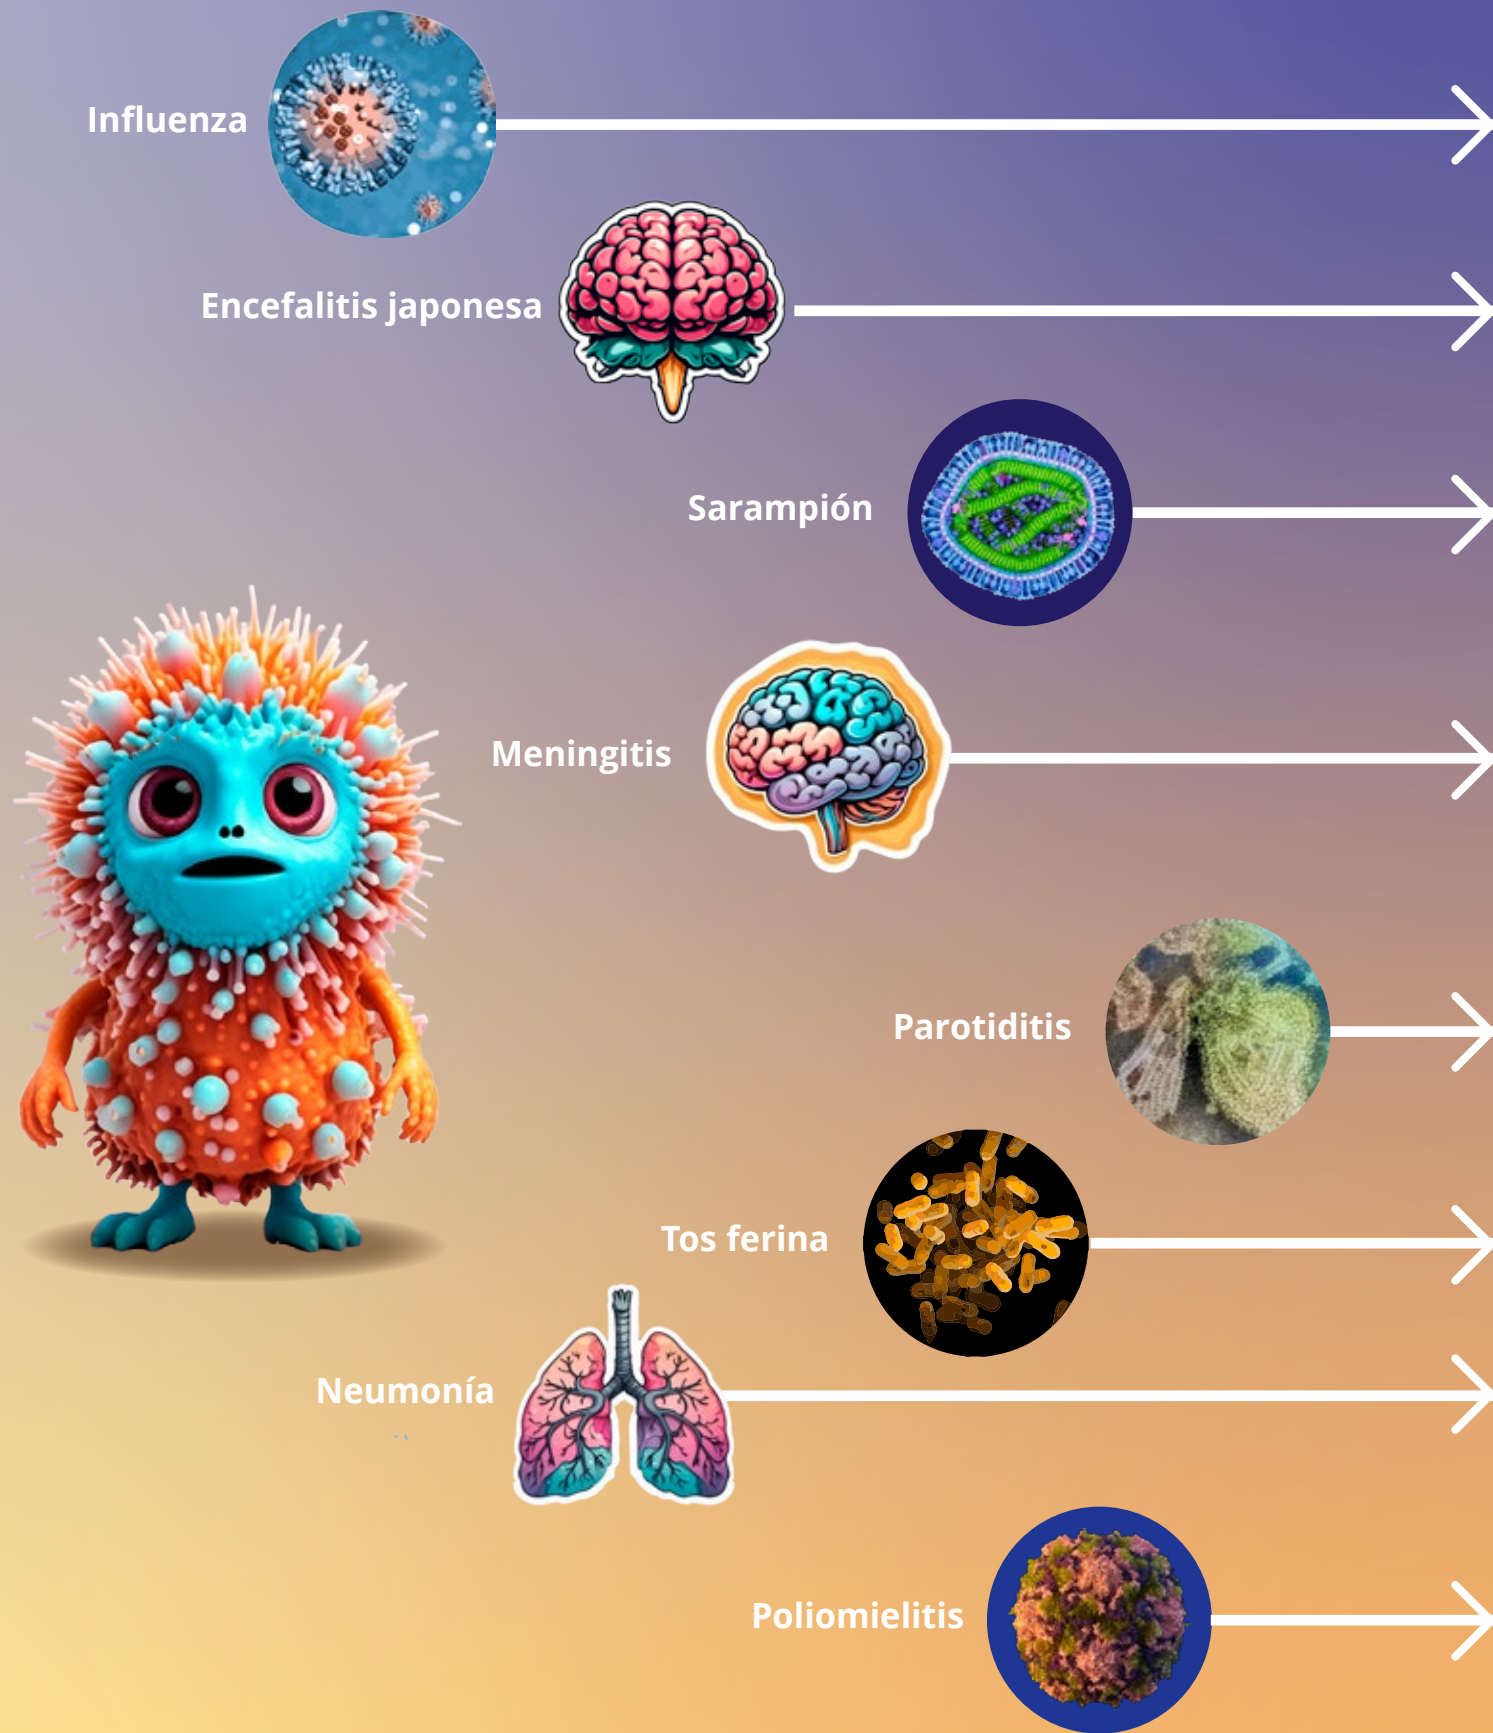 Influenza
Encefalitis japonesa
Sarampión
Meningitis
Parotiditis
Tos ferina
Neumonía
Poliomielitis